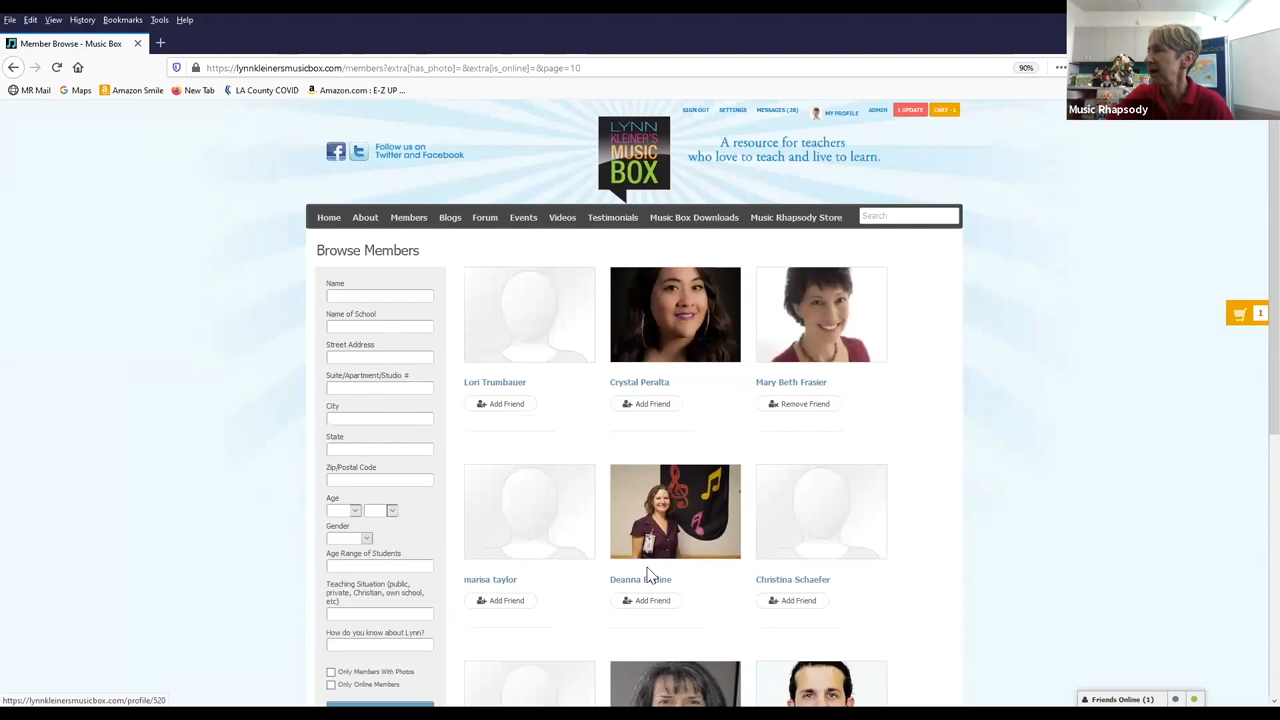 File Edit View History Bookmarks Tools Help
Member Browse - Music Box
https://lynnkleinersmusicbox.com/members?extra[has_photo]=&extra[is_online]=&page=10
90%
MR Mail Maps Amazon Smile New Tab LA County COVID Amazon.com : E-Z UP ...
Music Rhapsody
SIGN OUT SETTINGS MESSAGES (28) MY PROFILE ADMIN 1 UPDATE CART - 1
Follow us on
Twitter and Facebook
LYNN
KLEINER'S
MUSIC
BOX
A resource for teachers
who love to teach and live to learn.
Home About Members Blogs Forum Events Videos Testimonials Music Box Downloads Music Rhapsody Store Search
Browse Members
Name
Name of School
Street Address
Suite/Apartment/Studio #
City
State
Zip/Postal Code
Age
Gender
Age Range of Students
Teaching Situation (public,
private, Christian, own school,
etc)
How do you know about Lynn?
Only Members With Photos
Only Online Members
Lori Trumbauer Crystal Peralta Mary Beth Frasier
Add Friend Add Friend Remove Friend
marisa taylor Deanna Christina Schaefer
Add Friend Add Friend Add Friend
1
https://lynnkleinersmusicbox.com/profile/520
Friends Online (1)